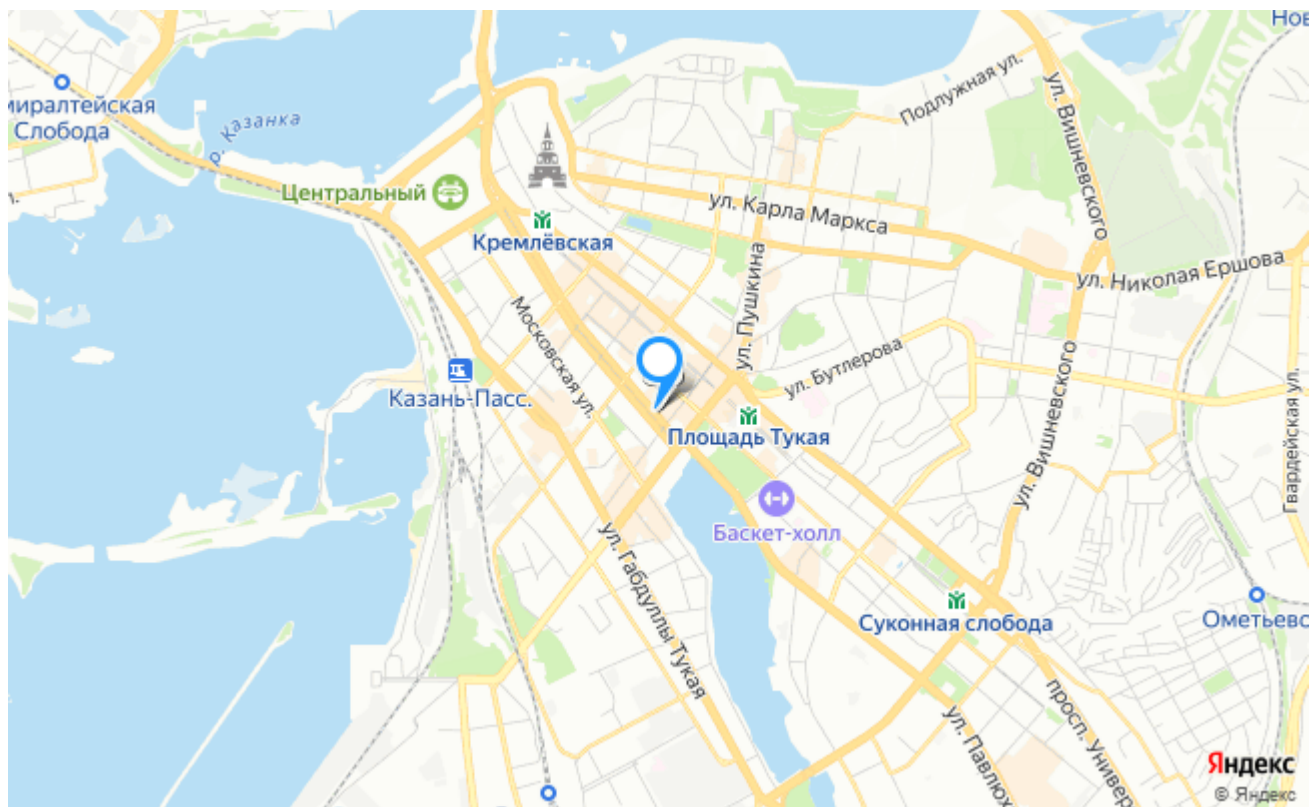 Нов
Подлужная ул.
ул. Вишневского
миралтейская
Слобода
р. Казанка
Центральный
ул. Карла Маркса
Кремлёвская
ул. Николая Ершова
Московская ул.
ул. Пушкина
ул. Бутлерова
Казань-Пасс.
Площадь Тукая
ул. Вишневского
Гвардейская ул.
Баскет-холл
ул. Габдуллы Тукая
Суконная слобода
Ометьевс
просп. Универ
ул. Павлюх
Яндекс
© Яндекс